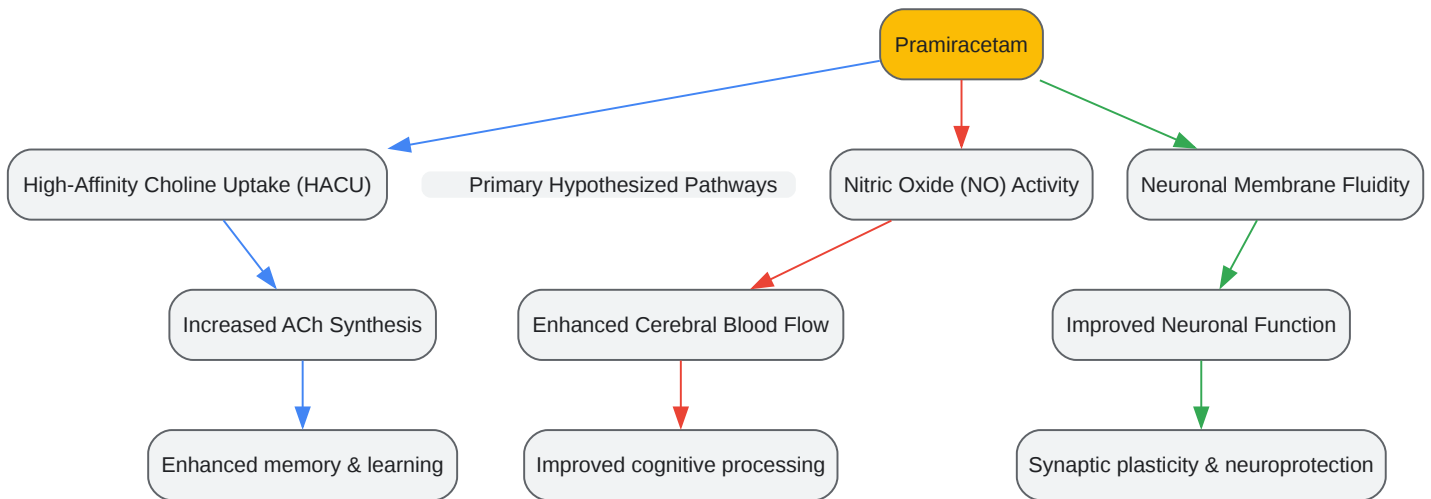 Pramiracetam
High-Affinity Choline Uptake (HACU)
Primary Hypothesized Pathways
Nitric Oxide (NO) Activity
Neuronal Membrane Fluidity
Increased ACh Synthesis
Enhanced Cerebral Blood Flow
Improved Neuronal Function
Enhanced memory & learning
Improved cognitive processing
Synaptic plasticity & neuroprotection